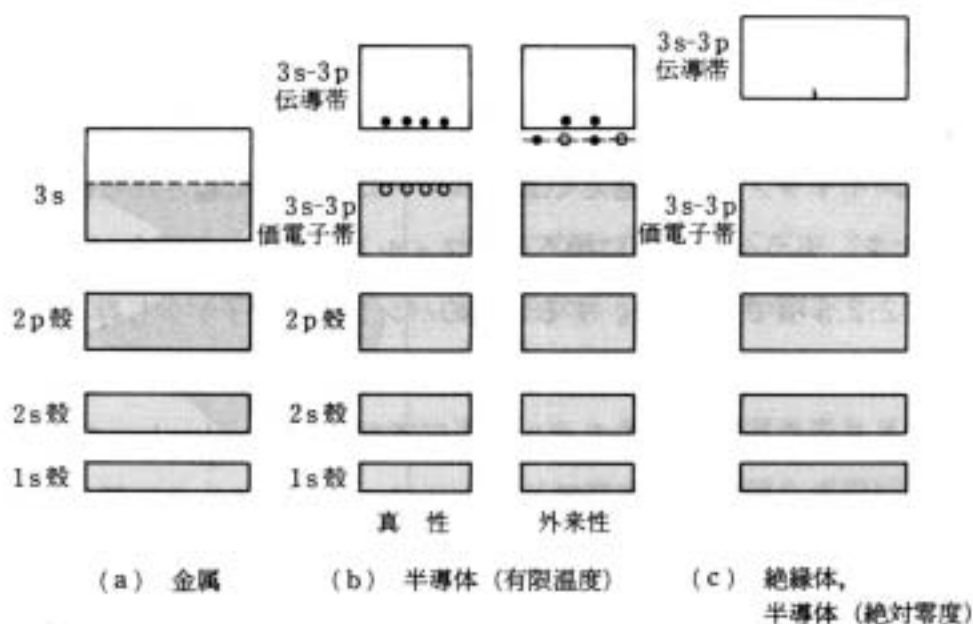 3s
2p殻
2s殻
1s殻
(a) 金属
3s-3p
伝導帯
3s-3p
価電子帯
2p殻
2s殻
1s殻
真 性
外来性
(b) 半導体 (有限温度)
3s-3p
伝導帯
3s-3p
価電子帯
(c) 絶縁体,
半導体 (絶対零度)